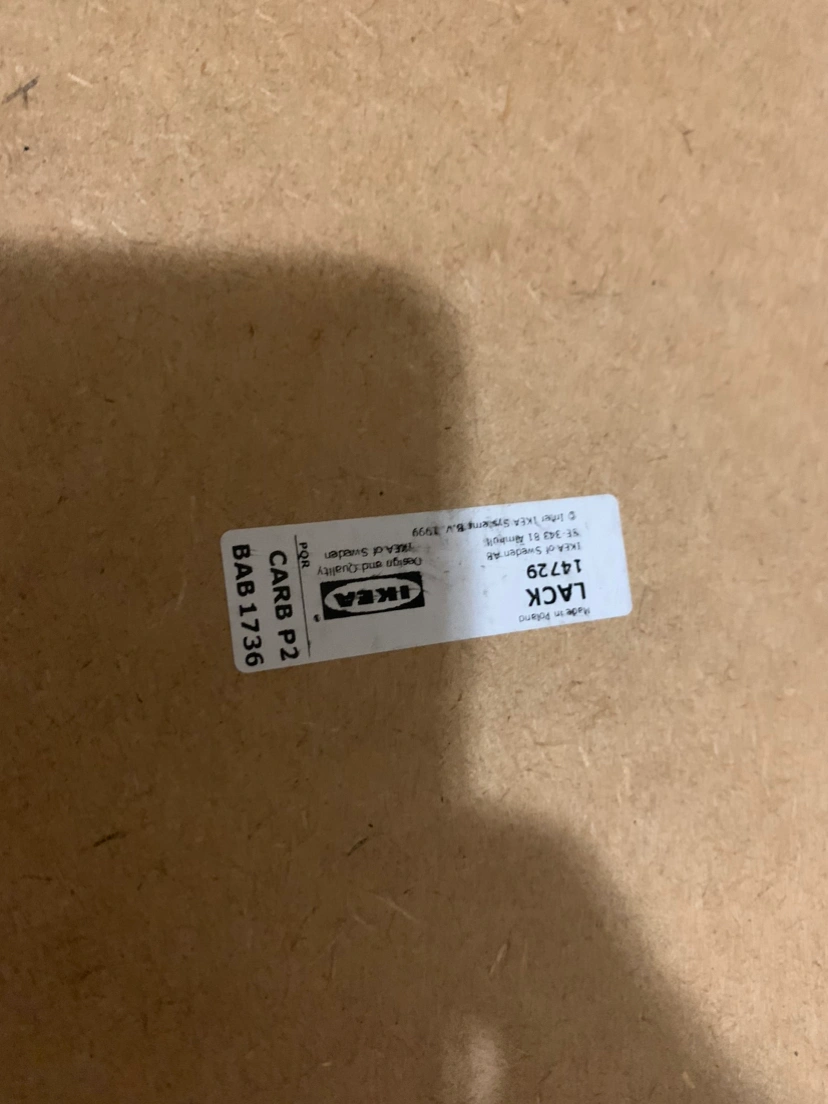 Made in Poland
LACK
14729
IKEA of Sweden AB
SE-343 81 Älmhult
© Inter IKEA Systems B.V. 1999
IKEA
®
Design and Quality
IKEA of Sweden
PQR
CARB P2
BAB 1736